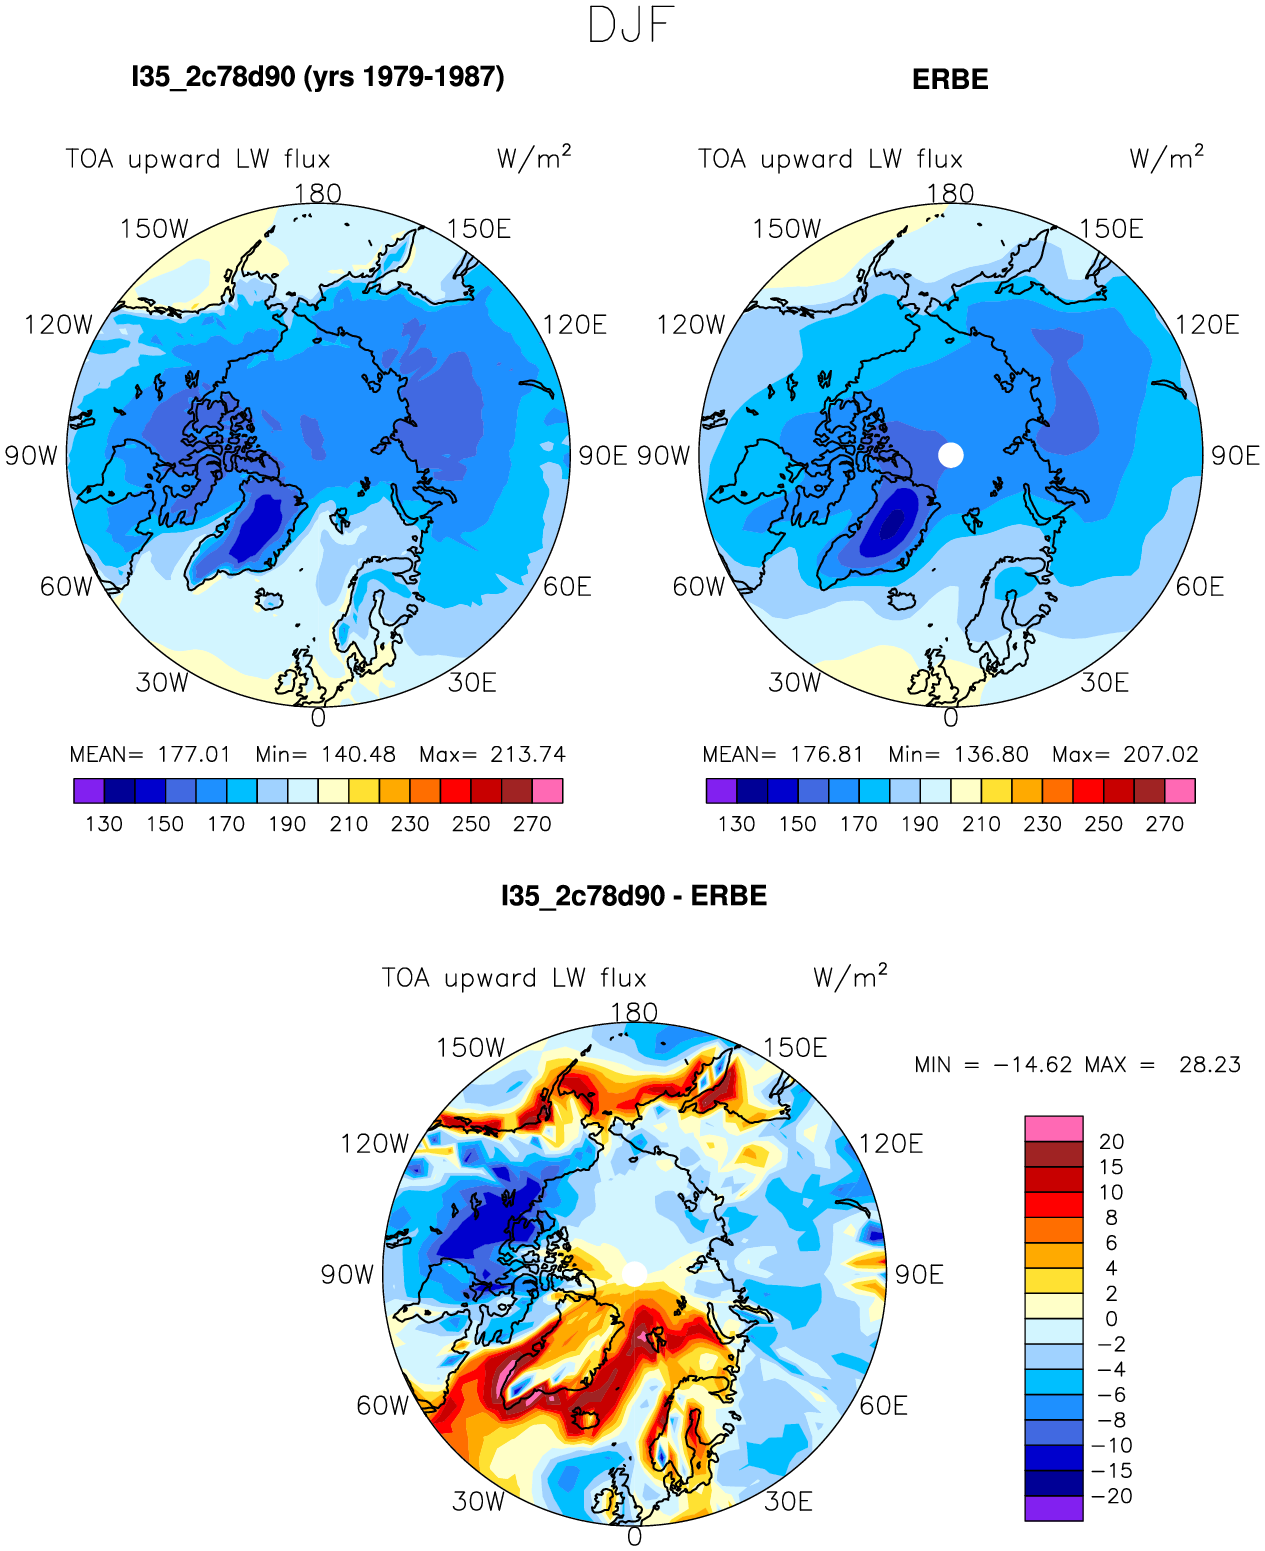 DJF
I35_2c78d90 (yrs 1979-1987)
ERBE
TOA upward LW flux W/m²
TOA upward LW flux W/m²
180
180
150W 150E
150W 150E
120W 120E
120W 120E
90W 90E
90W 90E
60W 60E
60W 60E
30W 30E
30W 30E
0
0
MEAN= 177.01 Min= 140.48 Max= 213.74
MEAN= 176.81 Min= 136.80 Max= 207.02
130 150 170 190 210 230 250 270
130 150 170 190 210 230 250 270
I35_2c78d90 - ERBE
TOA upward LW flux W/m²
180
150W 150E
MIN = −14.62 MAX = 28.23
120W 120E
90W 90E
60W 60E
30W 30E
0
20
15
10
8
6
4
2
0
−2
−4
−6
−8
−10
−15
−20